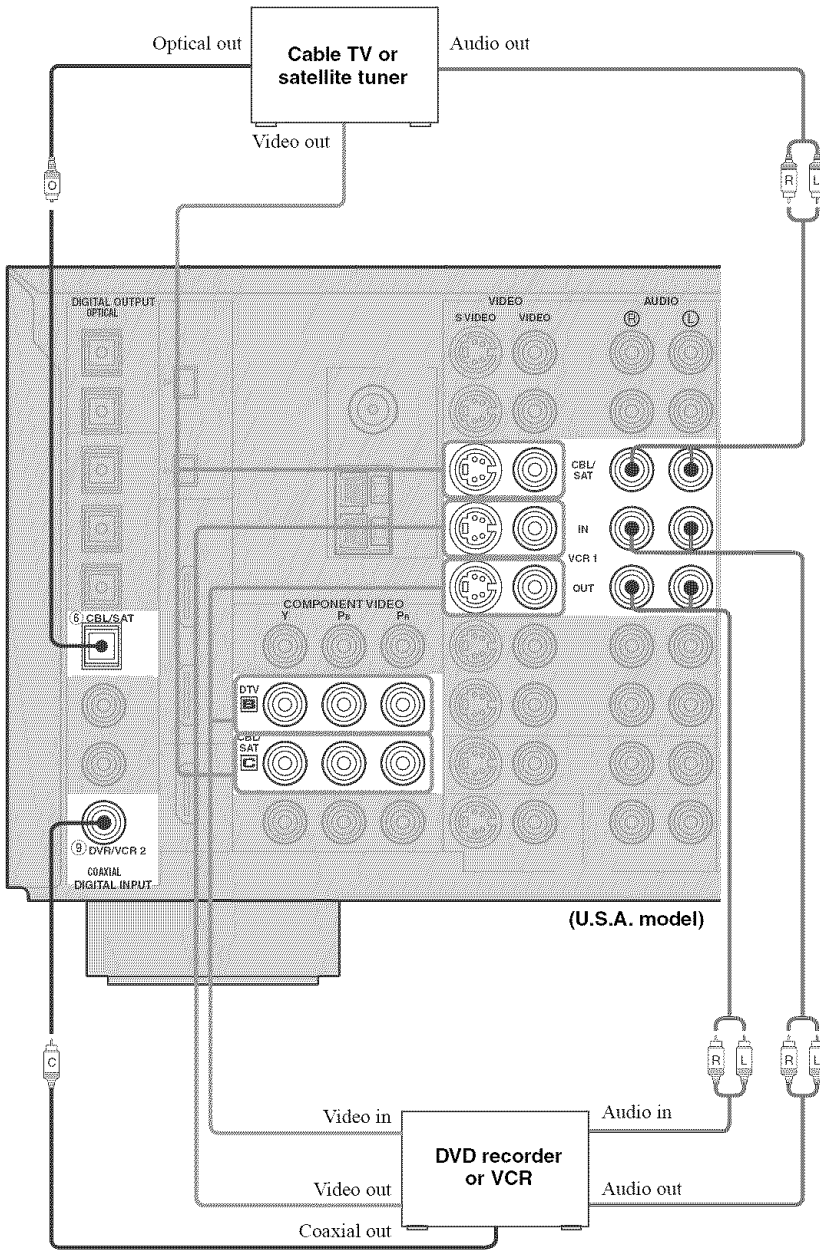 Optical out
Cable TV or
satellite tuner
Audio out
Video out
O
R L
DIGITAL OUTPUT
OPTICAL
VIDEO
S VIDEO VIDEO
AUDIO
R L
CBL/
SAT
IN
VCR 1
OUT
⑥ CBL/SAT
COMPONENT VIDEO
Y PB PR
DTV
B
CBL/
SAT
C
⑨ DVR/VCR 2
COAXIAL
DIGITAL INPUT
(U.S.A. model)
C
R L
R L
Video in
Audio in
DVD recorder
or VCR
Video out
Audio out
Coaxial out